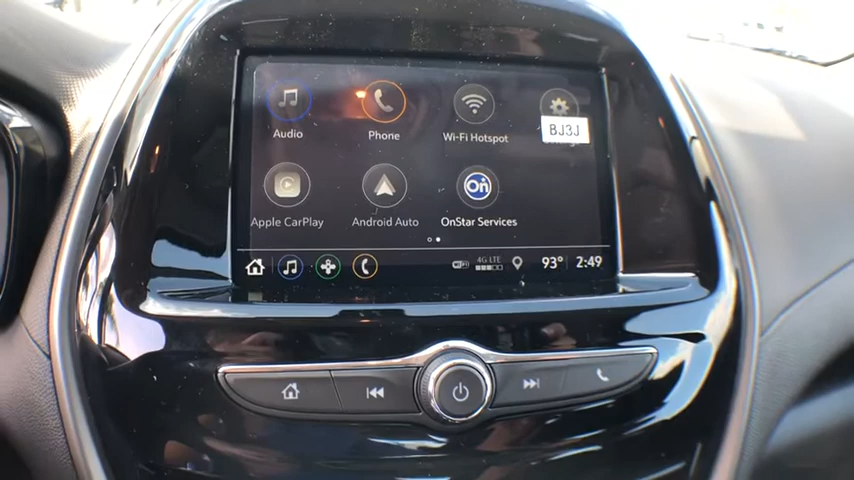 Audio
Phone
Wi-Fi Hotspot
BJ3J
Apple CarPlay
Android Auto
On
OnStar Services
4G LTE
93°
2:49